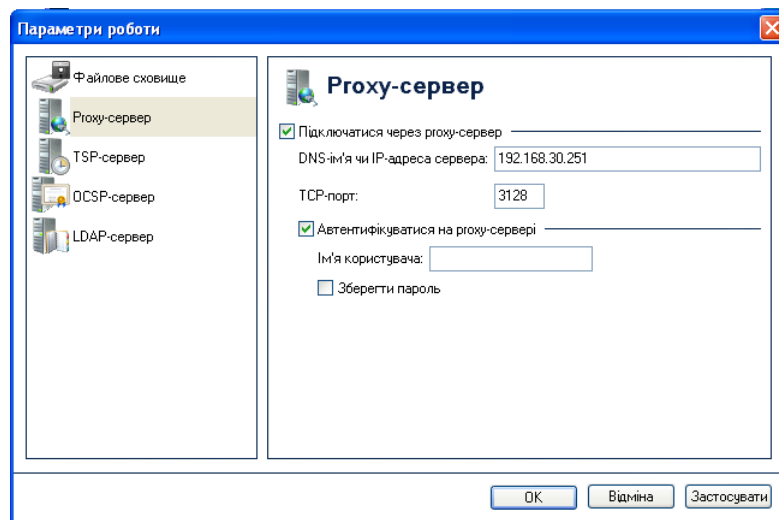 Параметри роботи
Файлове сховище
Proxy-сервер
TSP-сервер
OCSP-сервер
LDAP-сервер
Proxy-сервер
Підключатися через proxy-сервер
DNS-ім'я чи IP-адреса сервера: 192.168.30.251
TCP-порт: 3128
Автентифікуватися на proxy-сервері
Ім'я користувача:
Зберегти пароль
OK Відміна Застосувати